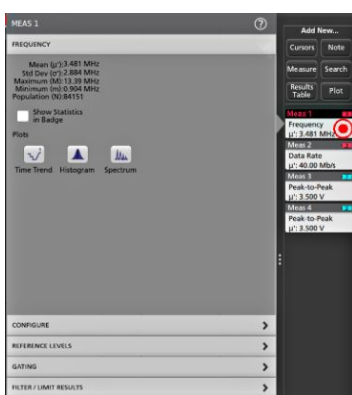 MEAS 1
FREQUENCY
Mean (µ'):3.481 MHz
Std Dev (σ'):2.884 MHz
Maximum (M):13.39 MHz
Minimum (m):0.904 MHz
Population (N):84151
Show Statistics
in Badge
Plots
Time Trend Histogram Spectrum
CONFIGURE
REFERENCE LEVELS
GATING
FILTER / LIMIT RESULTS
Add New...
Cursors Note
Measure Search
Results
Table Plot
Meas 1
Frequency
µ': 3.481 MHz
Meas 2
Data Rate
µ': 40.00 Mb/s
Meas 3
Peak-to-Peak
µ': 3.500 V
Meas 4
Peak-to-Peak
µ': 3.500 V